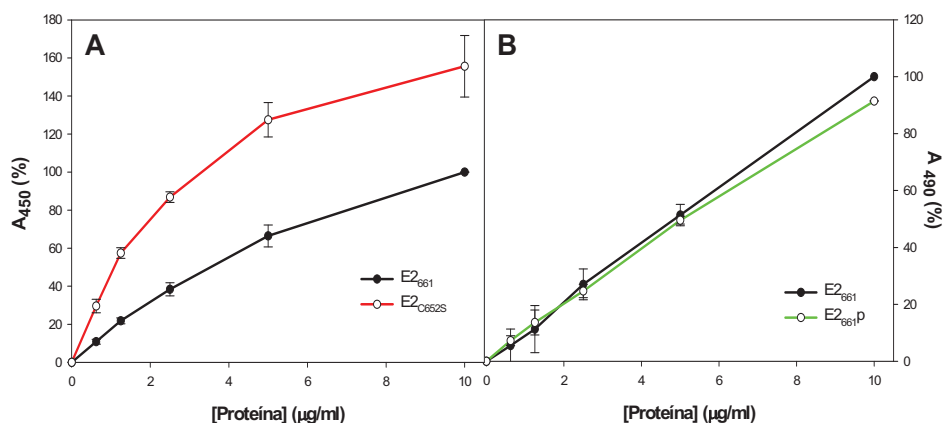 A
B
A450 (%)
180
160
140
120
100
80
60
40
20
0
0 2 4 6 8 10
[Proteína] (µg/ml)
E2661
E2C652S
120
100
80
60
40
20
0
A 490 (%)
0 2 4 6 8 10
[Proteína] (µg/ml)
E2661
E2661p